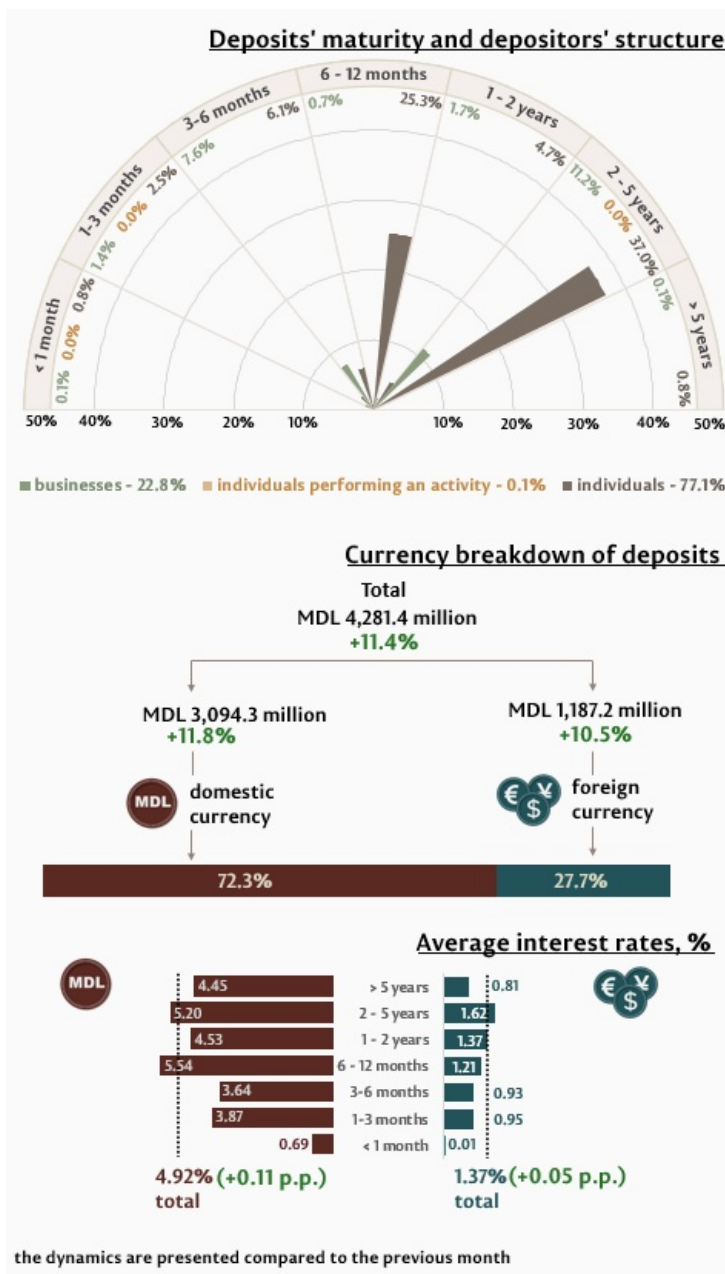 Deposits' maturity and depositors' structure
< 1 month
1-3 months
3-6 months
6 - 12 months
1 - 2 years
2 - 5 years
> 5 years
0.1% 0.0% 0.8%
1.4% 0.0% 2.5%
7.6% 6.1%
0.7% 25.3%
1.7% 4.7%
11.2% 0.0% 37.0%
0.1% 0.8%
50% 40% 30% 20% 10% 10% 20% 30% 40% 50%
businesses - 22.8% individuals performing an activity - 0.1% individuals - 77.1%
Currency breakdown of deposits
Total
MDL 4,281.4 million
+11.4%
MDL 3,094.3 million
+11.8%
MDL
domestic
currency
MDL 1,187.2 million
+10.5%
€ ¥ $
foreign
currency
72.3% 27.7%
Average interest rates, %
MDL
€ ¥ $
4.45 > 5 years 0.81
5.20 2 - 5 years 1.62
4.53 1 - 2 years 1.37
5.54 6 - 12 months 1.21
3.64 3-6 months 0.93
3.87 1-3 months 0.95
0.69 < 1 month 0.01
4.92% (+0.11 p.p.)
total
1.37% (+0.05 p.p.)
total
the dynamics are presented compared to the previous month